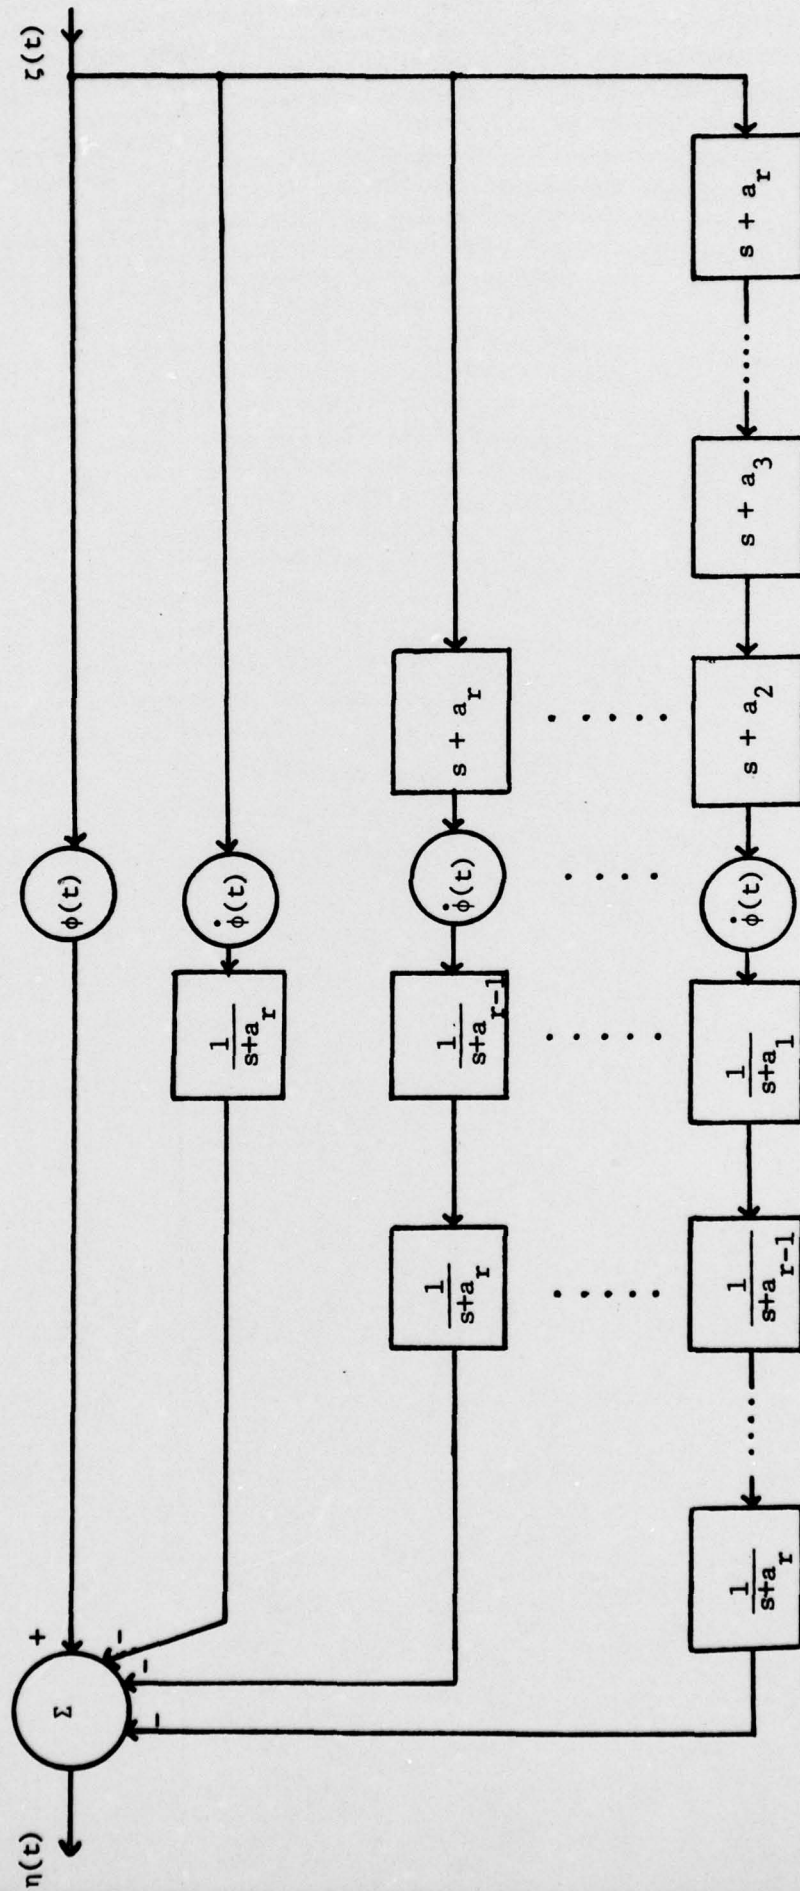 ζ(t)
φ(t)
+
Σ
η(t)
φ̇(t)
1
s+a_r
-
s + a_r
φ̇(t)
1
s+a_{r-1}
1
s+a_r
-
s + a_r
.....
s + a_3
s + a_2
φ̇(t)
1
s+a_1
1
s+a_{r-1}
.....
1
s+a_r
-